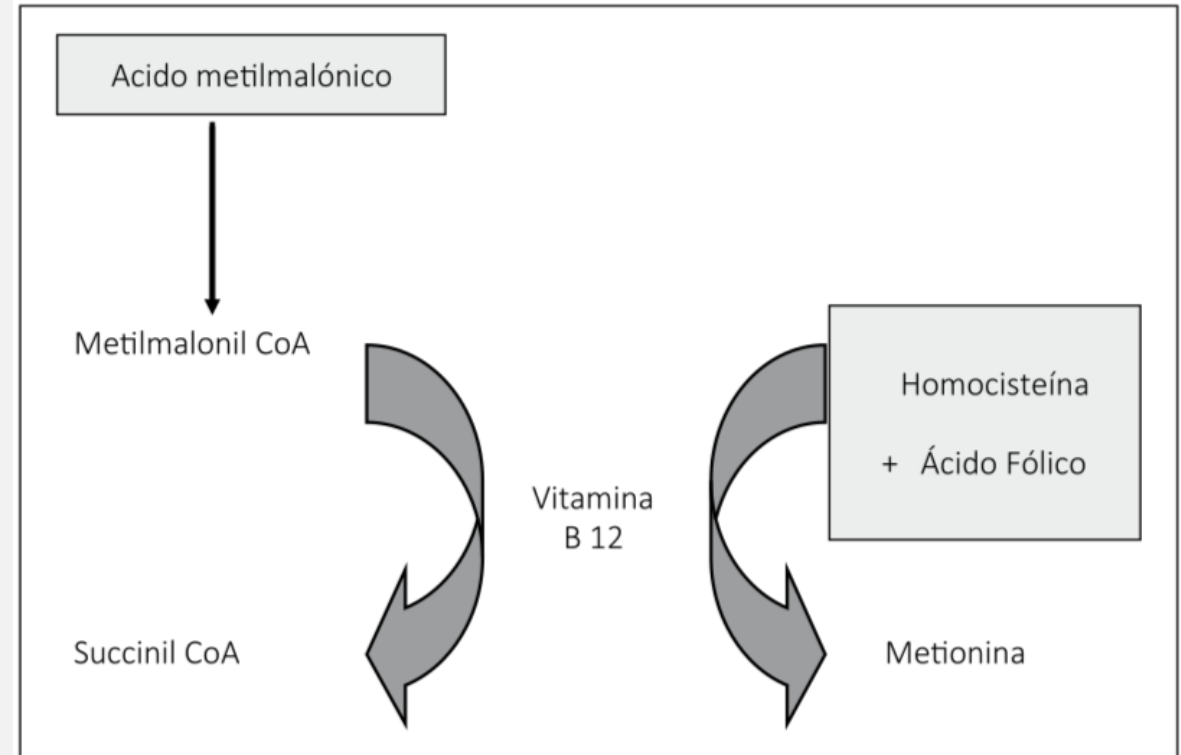 Acido metilmalónico
Metilmalonil CoA
Homocisteína
+ Ácido Fólico
Vitamina
B 12
Succinil CoA
Metionina